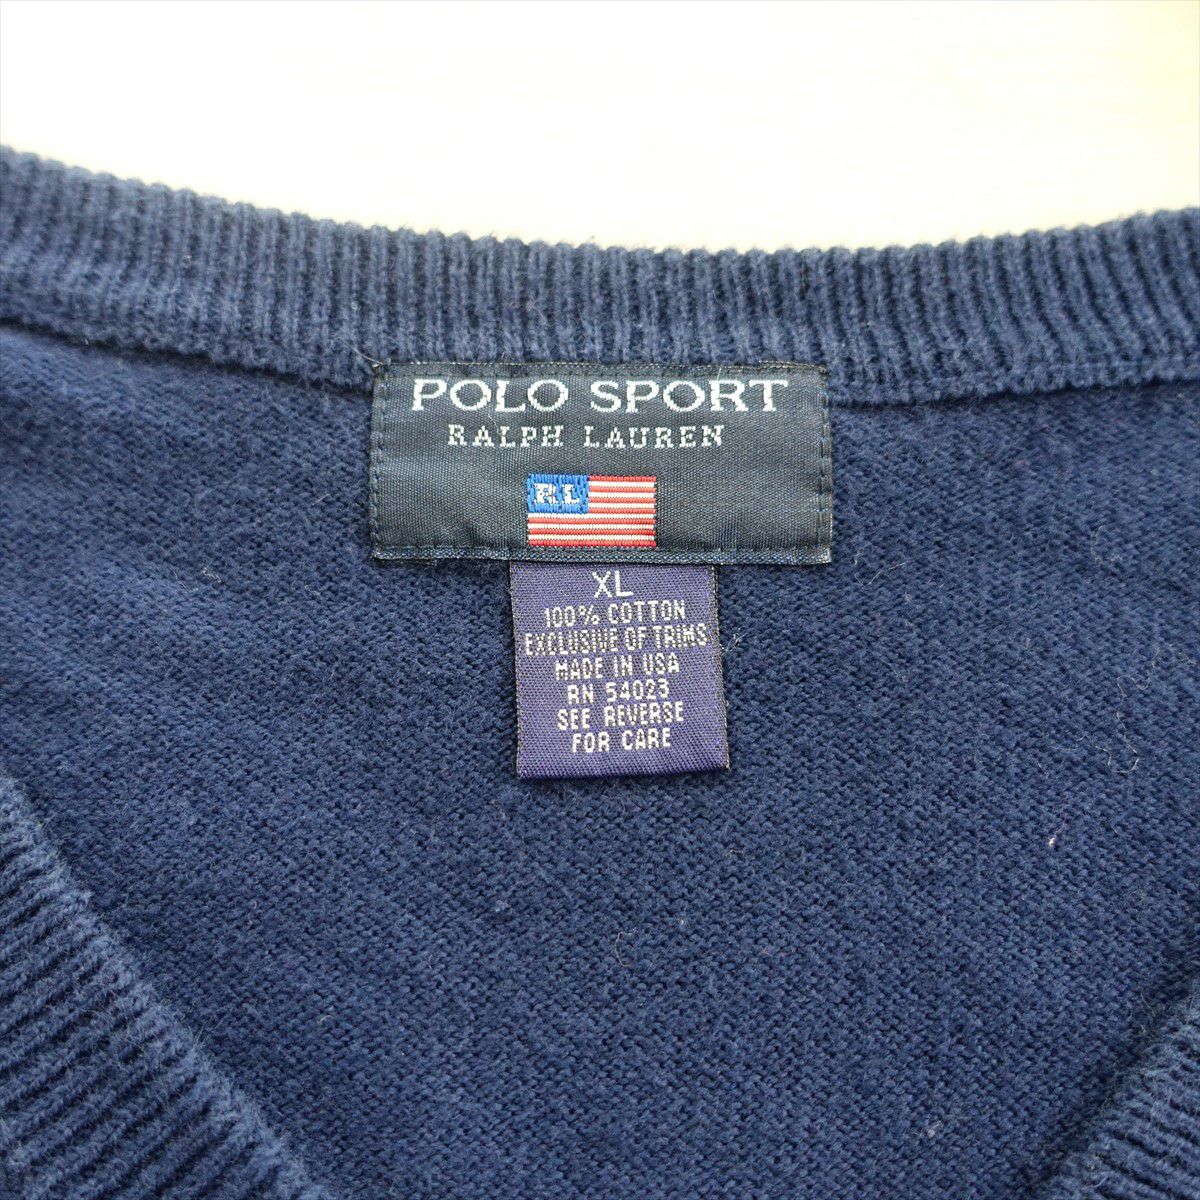 POLO SPORT
RALPH LAUREN
RL
XL
100% COTTON
EXCLUSIVE OF TRIMS
MADE IN USA
RN 54023
SEE REVERSE
FOR CARE